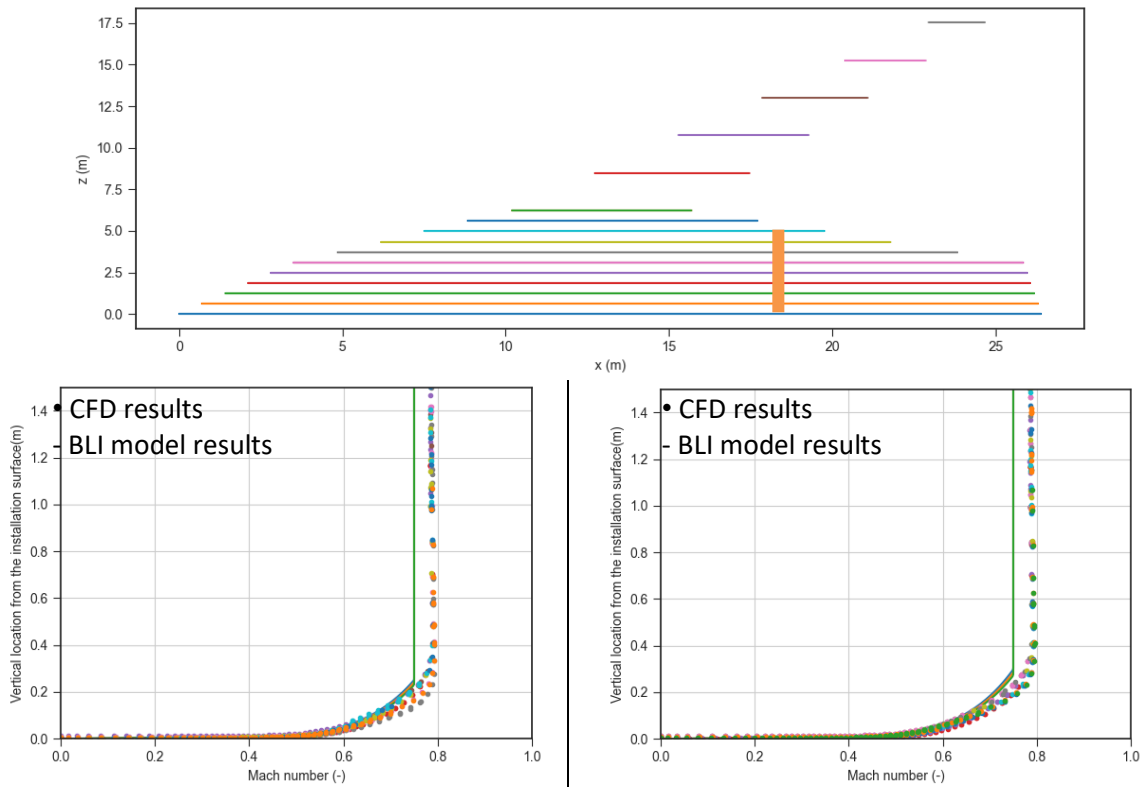 17.5
15.0
12.5
10.0
7.5
5.0
2.5
0.0
z (m)
0 5 10 15 20 25
x (m)
• CFD results
- BLI model results
1.4
1.2
1.0
0.8
0.6
0.4
0.2
0.0
Vertical location from the installation surface(m)
0.0 0.2 0.4 0.6 0.8 1.0
Mach number (-)
• CFD results
- BLI model results
1.4
1.2
1.0
0.8
0.6
0.4
0.2
0.0
Vertical location from the installation surface(m)
0.0 0.2 0.4 0.6 0.8 1.0
Mach number (-)